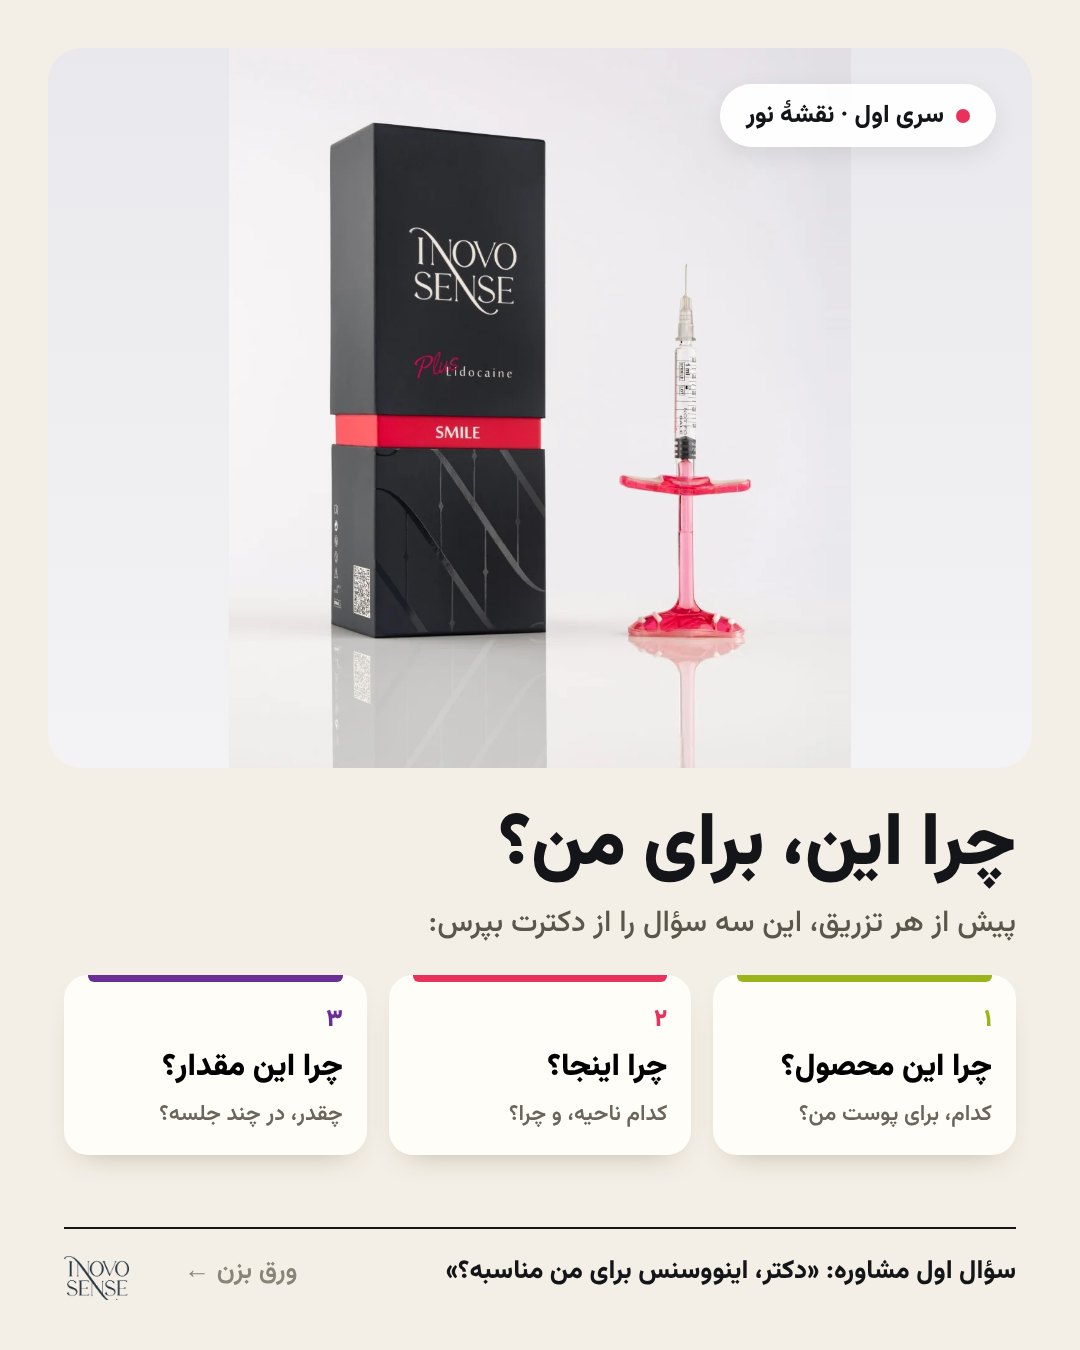 سری اول · نقشهٔ نور
INOVO
SENSE
Plus
Lidocaine
SMILE
چرا این، برای من؟
پیش از هر تزریق، این سه سؤال را از دکترت بپرس:
۱
چرا این محصول؟
کدام، برای پوست من؟
۲
چرا اینجا؟
کدام ناحیه، و چرا؟
۳
چرا این مقدار؟
چقدر، در چند جلسه؟
سؤال اول مشاوره: «دکتر، اینووسنس برای من مناسبه؟»
ورق بزن ←
INOVO
SENSE